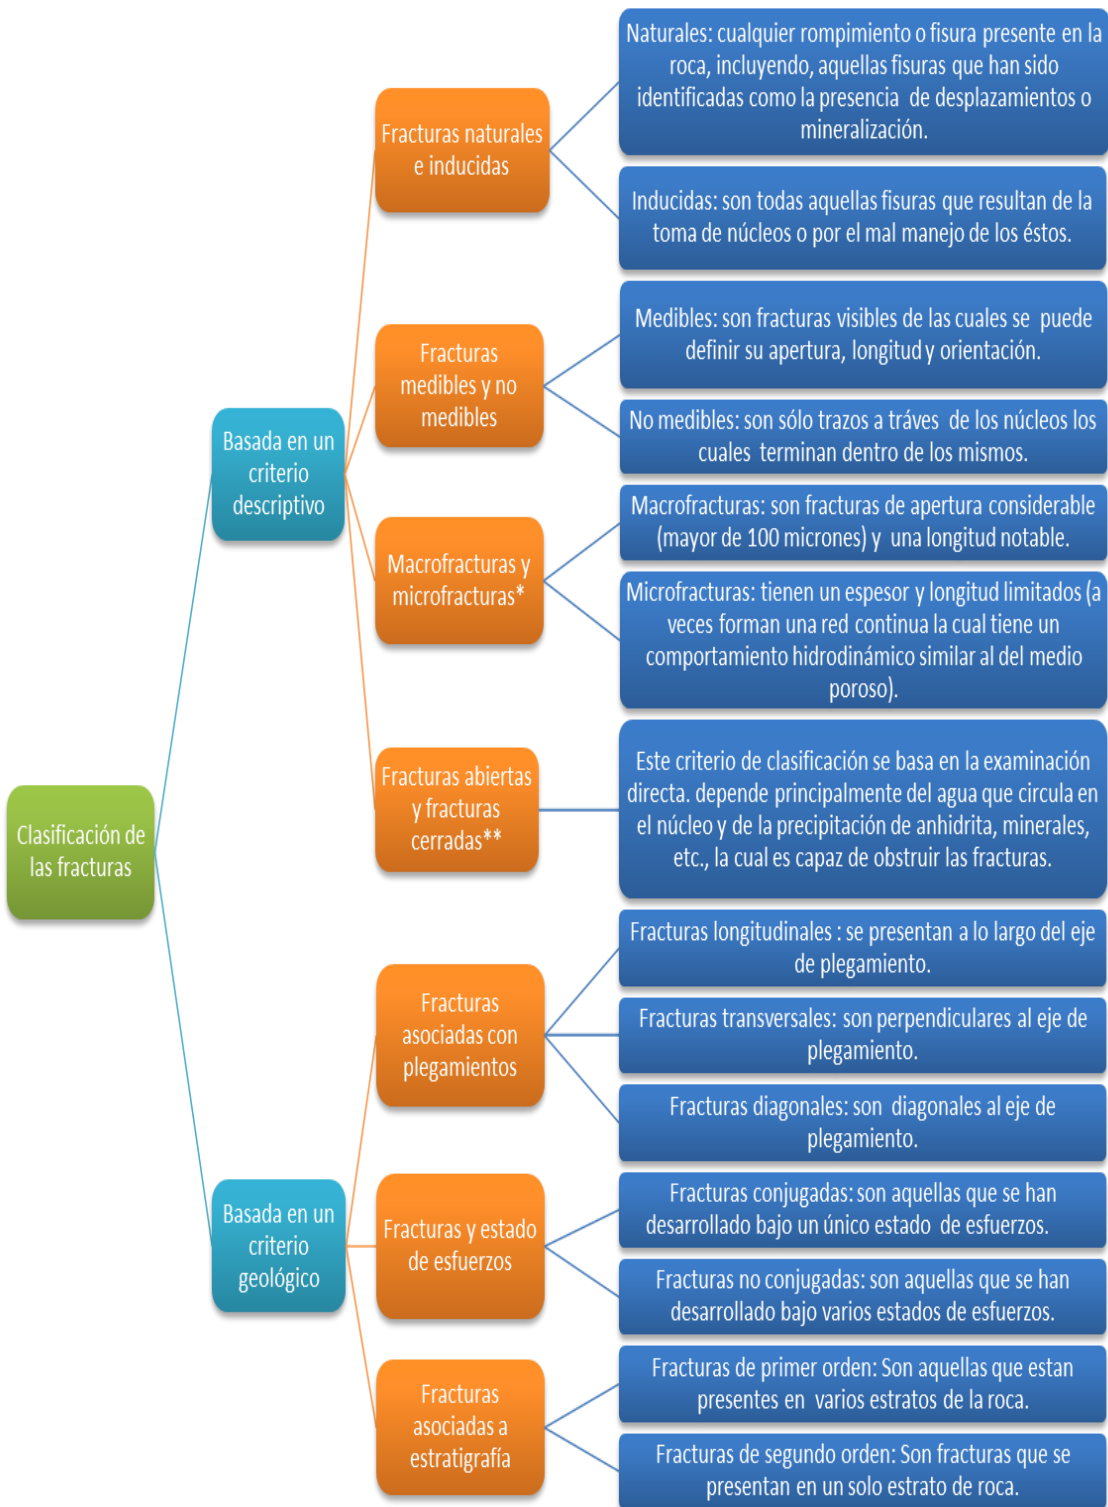 Clasificación de
las fracturas
Basada en un
criterio
descriptivo
Fracturas naturales
e inducidas
Naturales: cualquier rompimiento o fisura presente en la
roca, incluyendo, aquellas fisuras que han sido
identificadas como la presencia de desplazamientos o
mineralización.
Inducidas: son todas aquellas fisuras que resultan de la
toma de núcleos o por el mal manejo de los éstos.
Fracturas
medibles y no
medibles
Medibles: son fracturas visibles de las cuales se puede
definir su apertura, longitud y orientación.
No medibles: son sólo trazos a tráves de los núcleos los
cuales terminan dentro de los mismos.
Macrofracturas y
microfracturas*
Macrofracturas: son fracturas de apertura considerable
(mayor de 100 micrones) y una longitud notable.
Microfracturas: tienen un espesor y longitud limitados (a
veces forman una red continua la cual tiene un
comportamiento hidrodinámico similar al del medio
poroso).
Fracturas abiertas
y fracturas
cerradas**
Este criterio de clasificación se basa en la examinación
directa. depende principalmente del agua que circula en
el núcleo y de la precipitación de anhidrita, minerales,
etc., la cual es capaz de obstruir las fracturas.
Basada en un
criterio
geológico
Fracturas
asociadas con
plegamientos
Fracturas longitudinales : se presentan a lo largo del eje
de plegamiento.
Fracturas transversales: son perpendiculares al eje de
plegamiento.
Fracturas diagonales: son diagonales al eje de
plegamiento.
Fracturas y estado
de esfuerzos
Fracturas conjugadas: son aquellas que se han
desarrollado bajo un único estado de esfuerzos.
Fracturas no conjugadas: son aquellas que se han
desarrollado bajo varios estados de esfuerzos.
Fracturas
asociadas a
estratigrafía
Fracturas de primer orden: Son aquellas que estan
presentes en varios estratos de la roca.
Fracturas de segundo orden: Son fracturas que se
presentan en un solo estrato de roca.